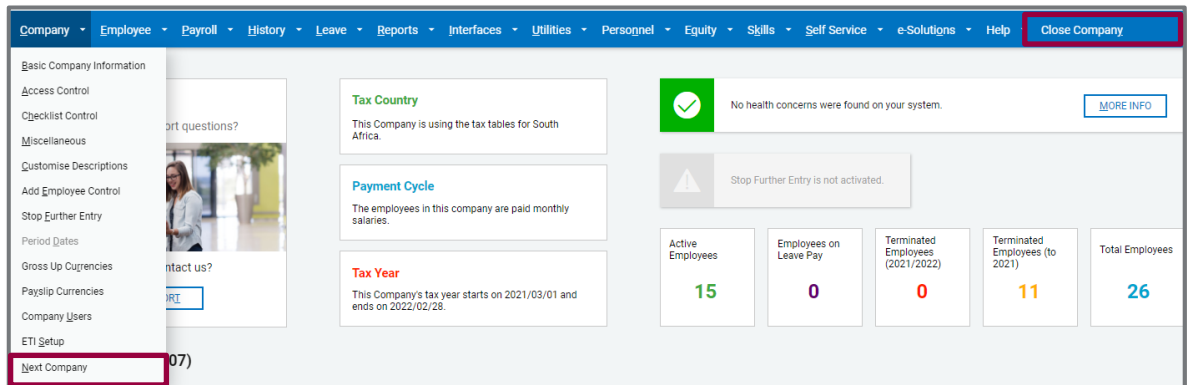 Company Employee Payroll History Leave Reports Interfaces Utilities Personnel Equity Skills Self Service e-Solutions Help Close Company
Basic Company Information
Access Control
Checklist Control
Miscellaneous
Customise Descriptions
Add Employee Control
Stop Further Entry
Period Dates
Gross Up Currencies
Payslip Currencies
Company Users
ETI Setup
Next Company
ort questions?
ntact us?
RT
07)
Tax Country
This Company is using the tax tables for South
Africa.
Payment Cycle
The employees in this company are paid monthly
salaries.
Tax Year
This Company's tax year starts on 2021/03/01 and
ends on 2022/02/28.
No health concerns were found on your system.
MORE INFO
Stop Further Entry is not activated.
Active
Employees
15
Employees on
Leave Pay
0
Terminated
Employees
(2021/2022)
0
Terminated
Employees (to
2021)
11
Total Employees
26